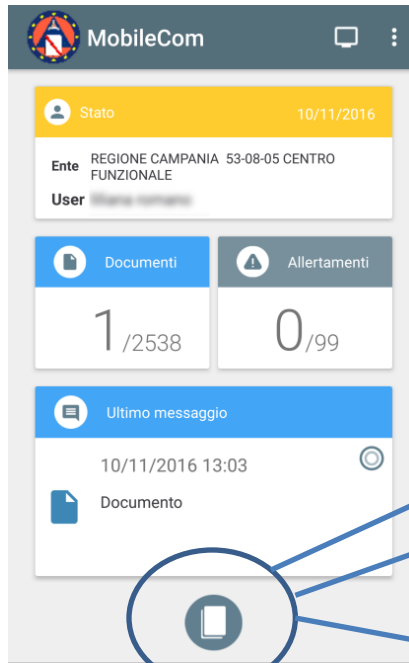 MobileCom
Stato 10/11/2016
Ente REGIONE CAMPANIA 53-08-05 CENTRO
FUNZIONALE
User
Documenti
1/2538
Allertamenti
0/99
Ultimo messaggio
10/11/2016 13:03
Documento